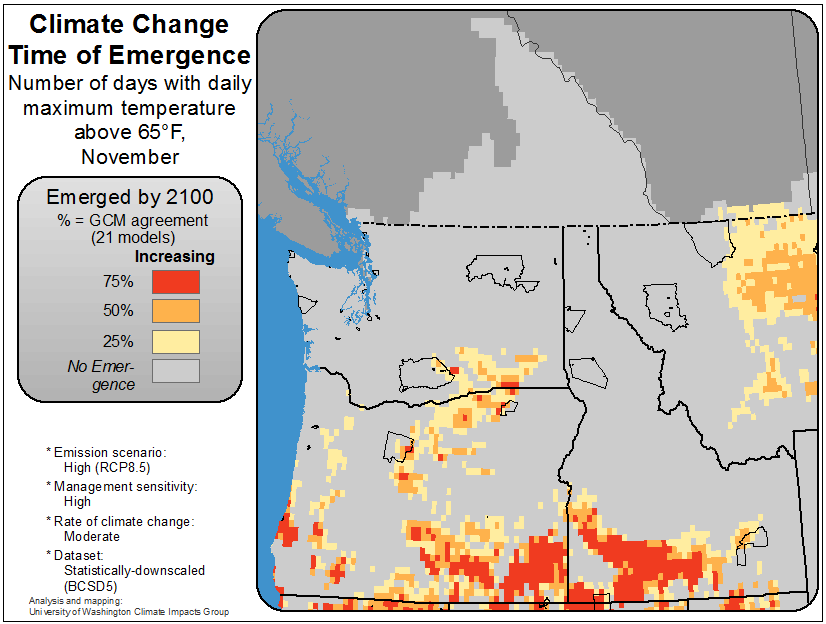 Climate Change
Time of Emergence
Number of days with daily
maximum temperature
above 65°F,
November
Emerged by 2100
% = GCM agreement
(21 models)
Increasing
75%
50%
25%
No Emer-
gence
* Emission scenario:
High (RCP8.5)
* Management sensitivity:
High
* Rate of climate change:
Moderate
* Dataset:
Statistically-downscaled
(BCSD5)
Analysis and mapping:
University of Washington Climate Impacts Group